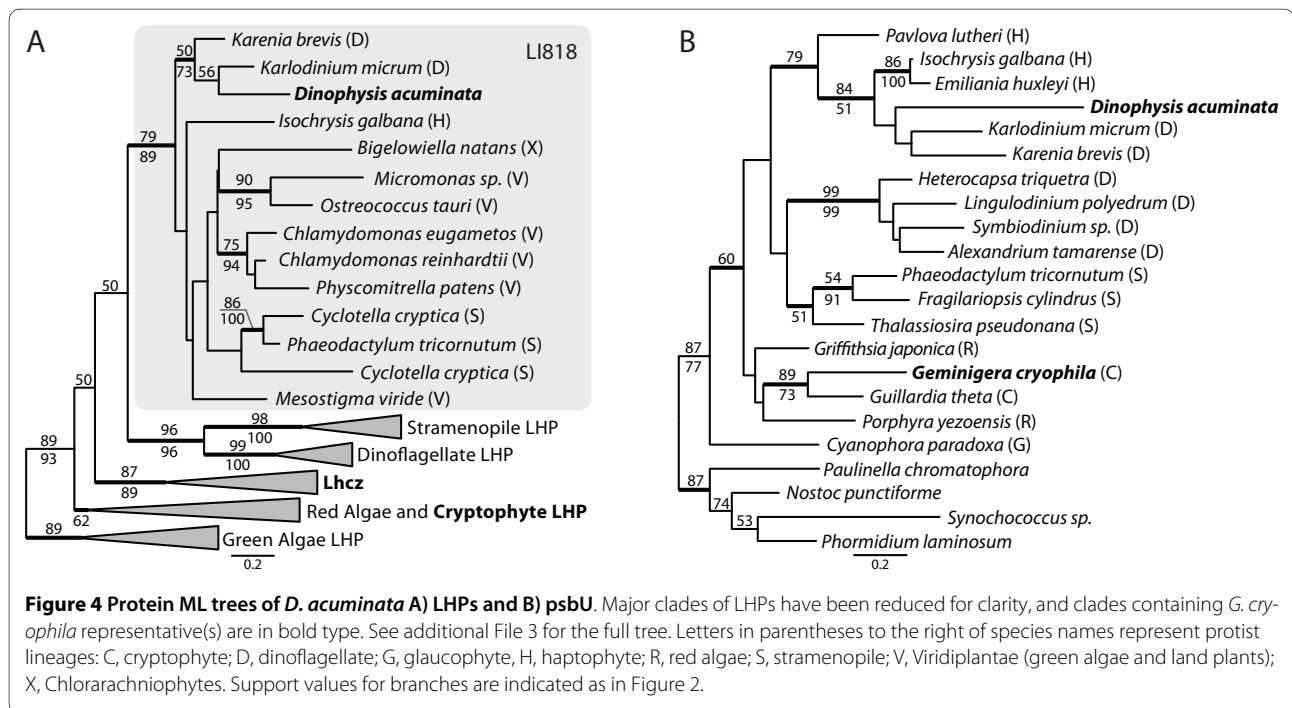 A
LI818
50
73
56
Karenia brevis (D)
Karlodinium micrum (D)
Dinophysis acuminata
79
89
Isochrysis galbana (H)
Bigelowiella natans (X)
90
95
Micromonas sp. (V)
Ostreococcus tauri (V)
75
94
Chlamydomonas eugametos (V)
Chlamydomonas reinhardtii (V)
Physcomitrella patens (V)
86
100
Cyclotella cryptica (S)
Phaeodactylum tricornutum (S)
Cyclotella cryptica (S)
Mesostigma viride (V)
50
50
89
93
96
96
98
100
Stramenopile LHP
99
100
Dinoflagellate LHP
87
89
Lhcz
62
Red Algae and Cryptophyte LHP
89
Green Algae LHP
0.2
B
79
Pavlova lutheri (H)
86
100
Isochrysis galbana (H)
Emiliania huxleyi (H)
84
51
Dinophysis acuminata
Karlodinium micrum (D)
Karenia brevis (D)
99
99
Heterocapsa triquetra (D)
Lingulodinium polyedrum (D)
Symbiodinium sp. (D)
Alexandrium tamarense (D)
60
54
91
51
Phaeodactylum tricornutum (S)
Fragilariopsis cylindrus (S)
Thalassiosira pseudonana (S)
87
77
Griffithsia japonica (R)
89
73
Geminigera cryophila (C)
Guillardia theta (C)
Porphyra yezoensis (R)
Cyanophora paradoxa (G)
87
Paulinella chromatophora
74
Nostoc punctiforme
53
Synochococcus sp.
Phormidium laminosum
0.2
Figure 4 Protein ML trees of D. acuminata A) LHPs and B) psbU. Major clades of LHPs have been reduced for clarity, and clades containing G. cry-
ophila representative(s) are in bold type. See additional File 3 for the full tree. Letters in parentheses to the right of species names represent protist
lineages: C, cryptophyte; D, dinoflagellate; G, glaucophyte, H, haptophyte; R, red algae; S, stramenopile; V, Viridiplantae (green algae and land plants);
X, Chlorarachniophytes. Support values for branches are indicated as in Figure 2.